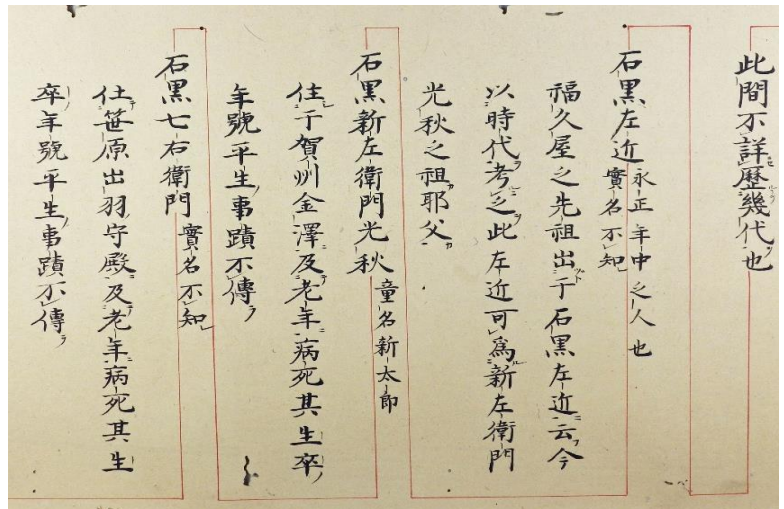 此間不詳歴幾代也
石黒左近 永正年中之人也
實名不知
福久屋之先祖出于石黒左近云今
以時代考之此左近可爲新左衛門
光秋之祖耶父
石黒新左衛門光秋 童名新太郎
住于賀州金澤及老年病死其生卒
年號平生事蹟不傳
石黒七右衛門 實名不知
仕笹原出羽守殿及老年病死其生
卒年號平生事蹟不傳